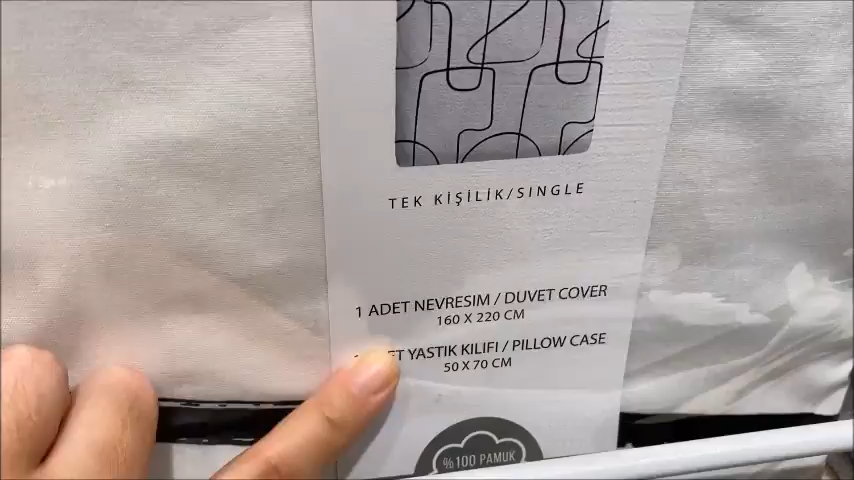 TEK KİŞİLİK/SINGLE
1 ADET NEVRESIM / DUVET COVER
160 X 220 CM
YASTIK KILIFI / PILLOW CASE
50 X 70 CM
%100 PAMUK